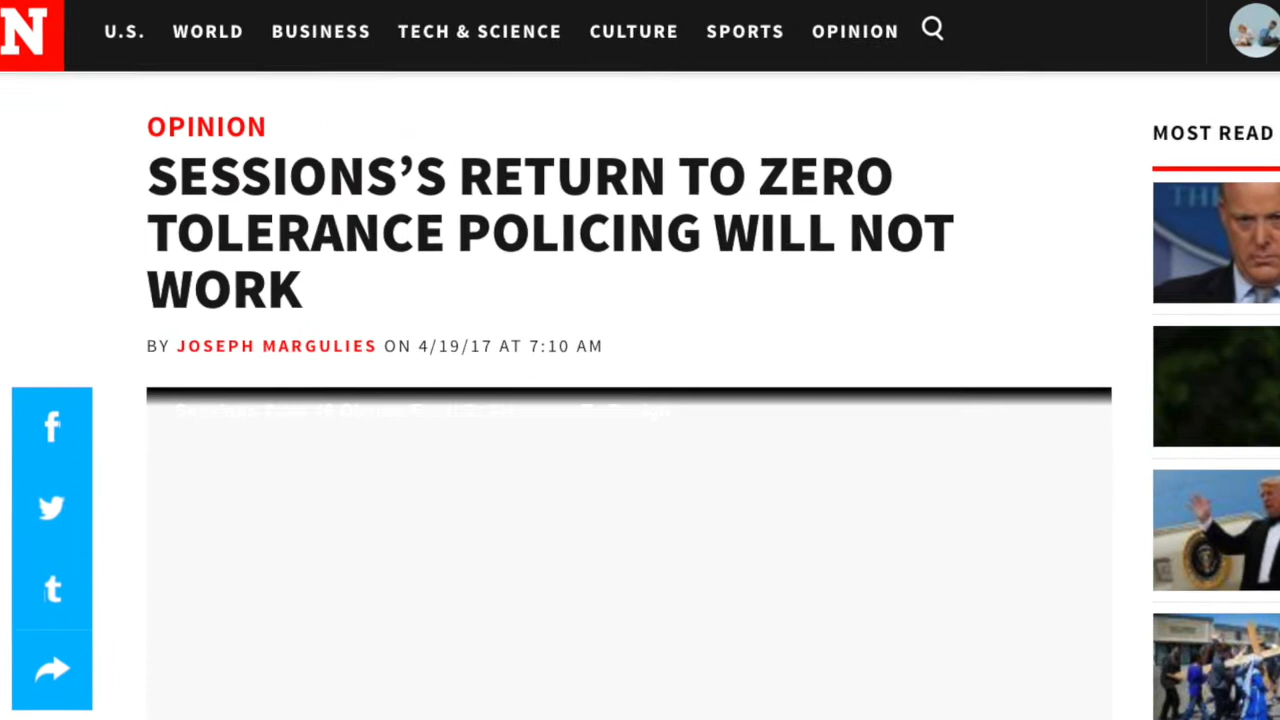 N
U.S. WORLD BUSINESS TECH & SCIENCE CULTURE SPORTS OPINION
OPINION
SESSIONS’S RETURN TO ZERO
TOLERANCE POLICING WILL NOT
WORK
BY JOSEPH MARGULIES ON 4/19/17 AT 7:10 AM
MOST READ